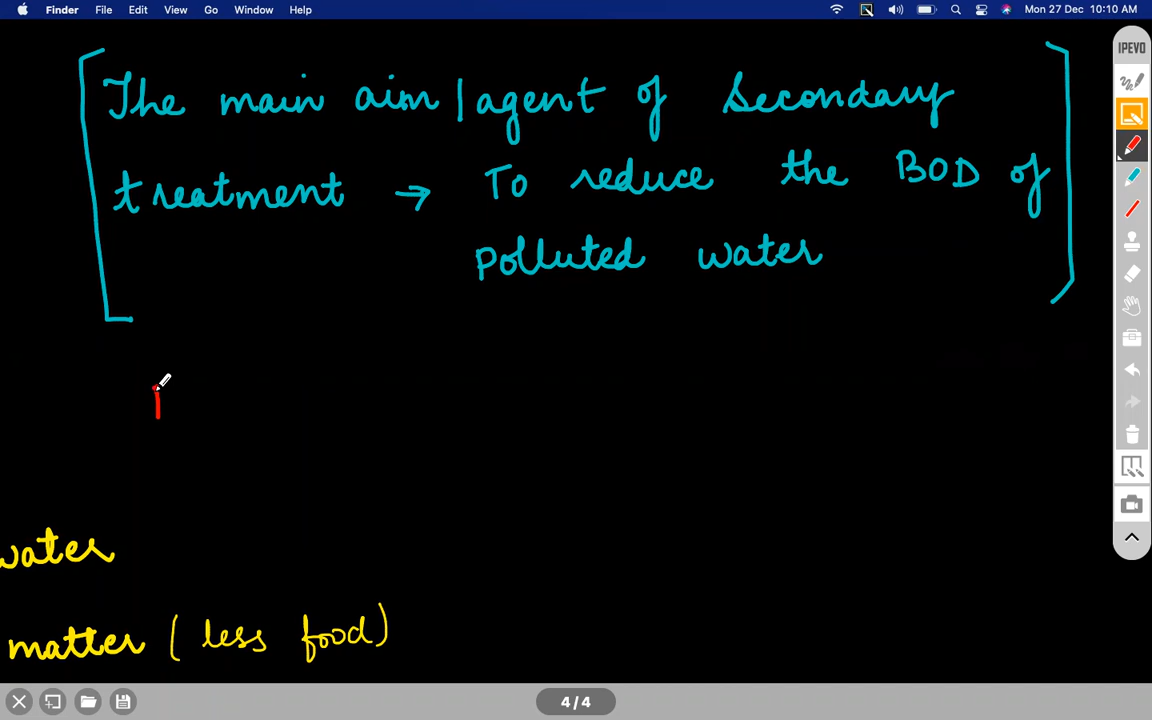 Finder File Edit View Go Window Help Mon 27 Dec 10:10 AM
IPEVO
The main aim | agent of Secondary
treatment → To reduce the BOD of
polluted water
water
matter (less food)
4/4